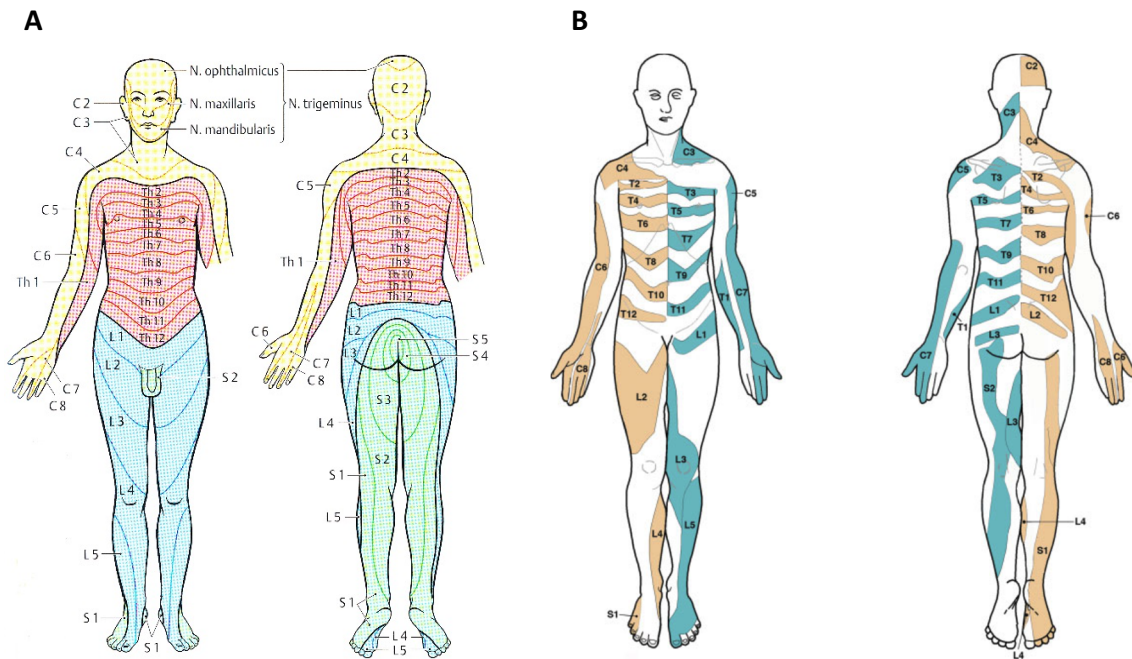 A
B
N. ophthalmicus
N. maxillaris
N. mandibularis
N. trigeminus
C 2
C 3
C 4
C 5
C 6
Th 1
Th 2
Th 3
Th 4
Th 5
Th 6
Th 7
Th 8
Th 9
Th 10
Th 11
Th 12
L 1
L 2
L 3
L 4
L 5
S 1
S 1
S 2
C 7
C 8
C 2
C 3
C 4
C 5
Th 2
Th 3
Th 4
Th 5
Th 6
Th 7
Th 8
Th 9
Th 10
Th 11
Th 12
Th 1
L1
L2
L3
C 6
C 7
C 8
S 5
S 4
S 3
L 4
S 2
S 1
L 5
S1
L 4
L 5
C3
C4
T2
T3
T4
T5
T6
T7
T8
T9
T10
T11
T12
C5
C6
C7
T1
C8
L1
L2
L3
L4
L5
S1
C2
C3
C4
T3
T2
T4
T5
T6
T7
T8
T9
T10
T11
T12
L1
L2
L3
C6
T1
C7
C8
C6
S2
L3
L4
S1
L4